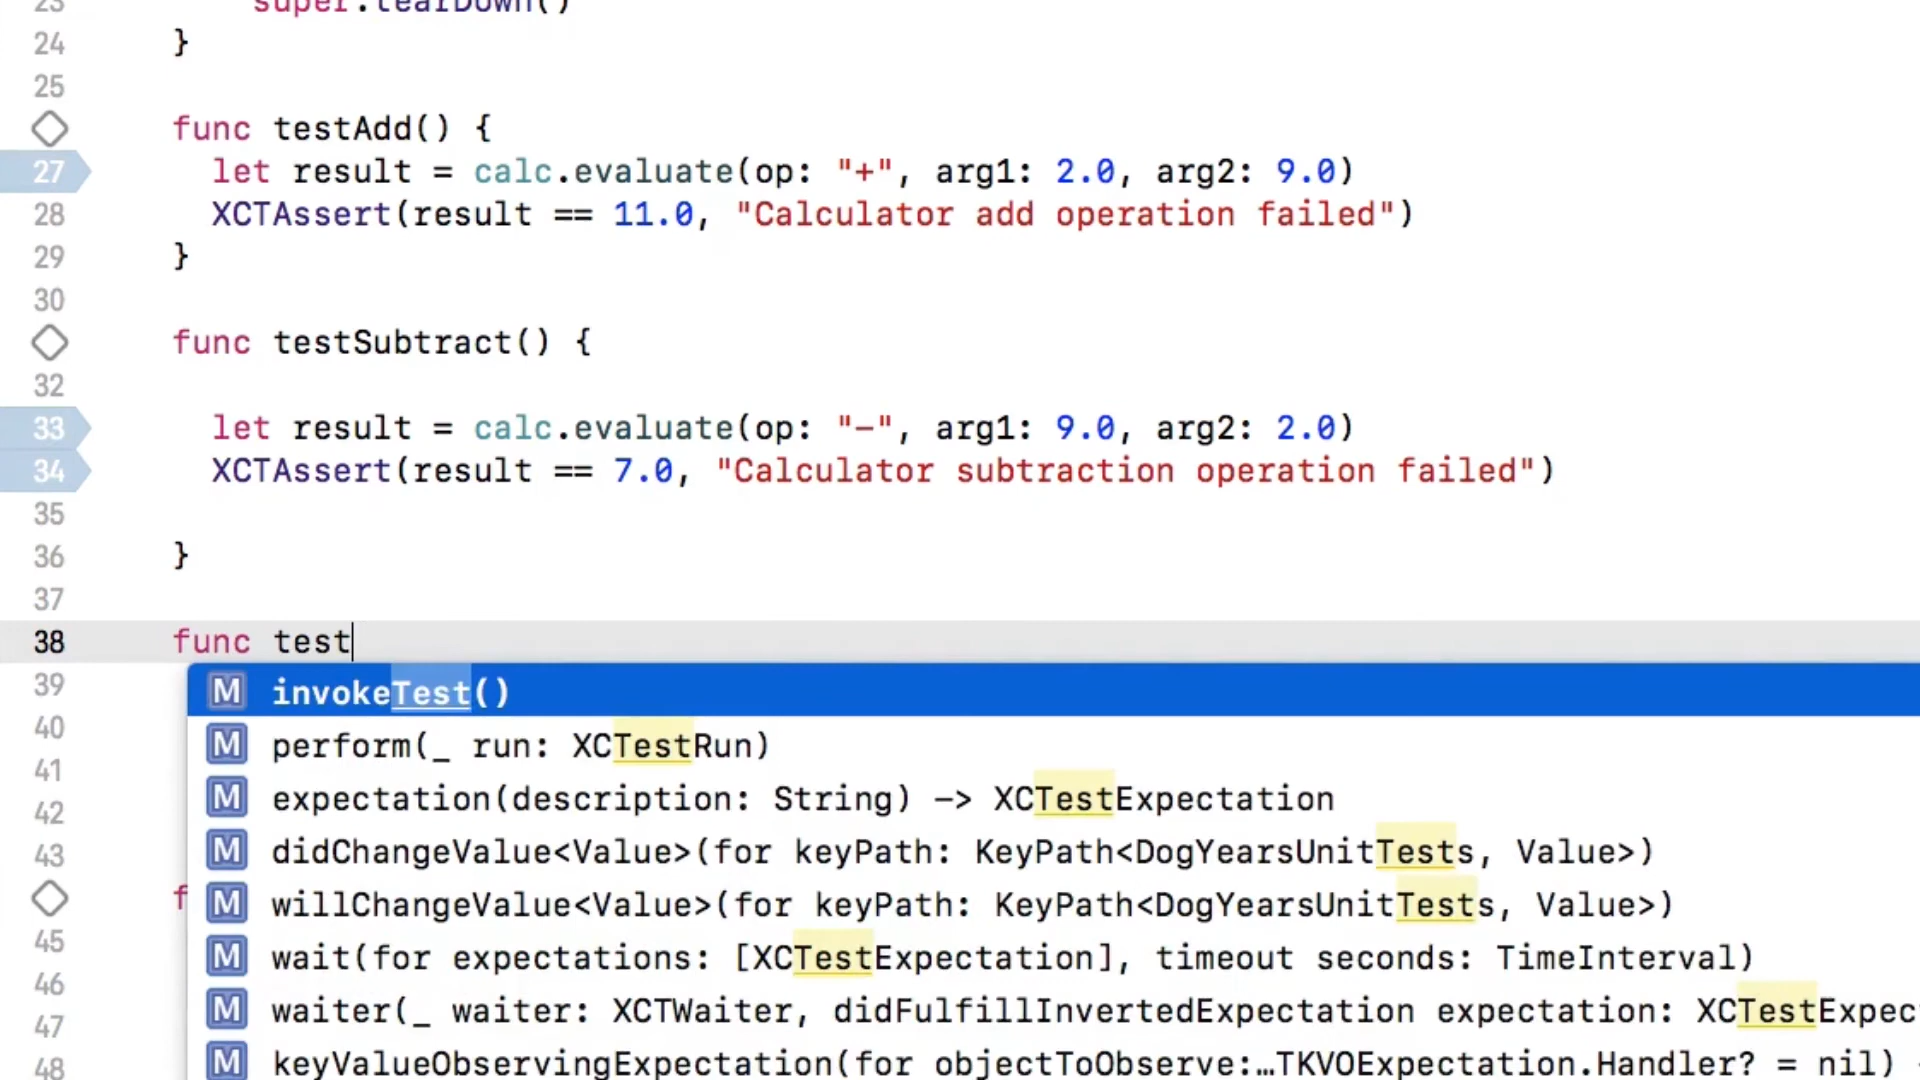 23 super.tearDown()
24 }
25
func testAdd() {
27 let result = calc.evaluate(op: "+", arg1: 2.0, arg2: 9.0)
28 XCTAssert(result == 11.0, "Calculator add operation failed")
29 }
30
func testSubtract() {
32
33 let result = calc.evaluate(op: "-", arg1: 9.0, arg2: 2.0)
34 XCTAssert(result == 7.0, "Calculator subtraction operation failed")
35
36 }
37
38 func test
39 M invokeTest()
40 M perform(_ run: XCTestRun)
41
42 M expectation(description: String) -> XCTestExpectation
43 M didChangeValue<Value>(for keyPath: KeyPath<DogYearsUnitTests, Value>)
f M willChangeValue<Value>(for keyPath: KeyPath<DogYearsUnitTests, Value>)
45
46 M wait(for expectations: [XCTestExpectation], timeout seconds: TimeInterval)
47 M waiter(_ waiter: XCTWaiter, didFulfillInvertedExpectation expectation: XCTestExpec
48 M keyValueObservingExpectation(for objectToObserve:…TKVOExpectation.Handler? = nil)